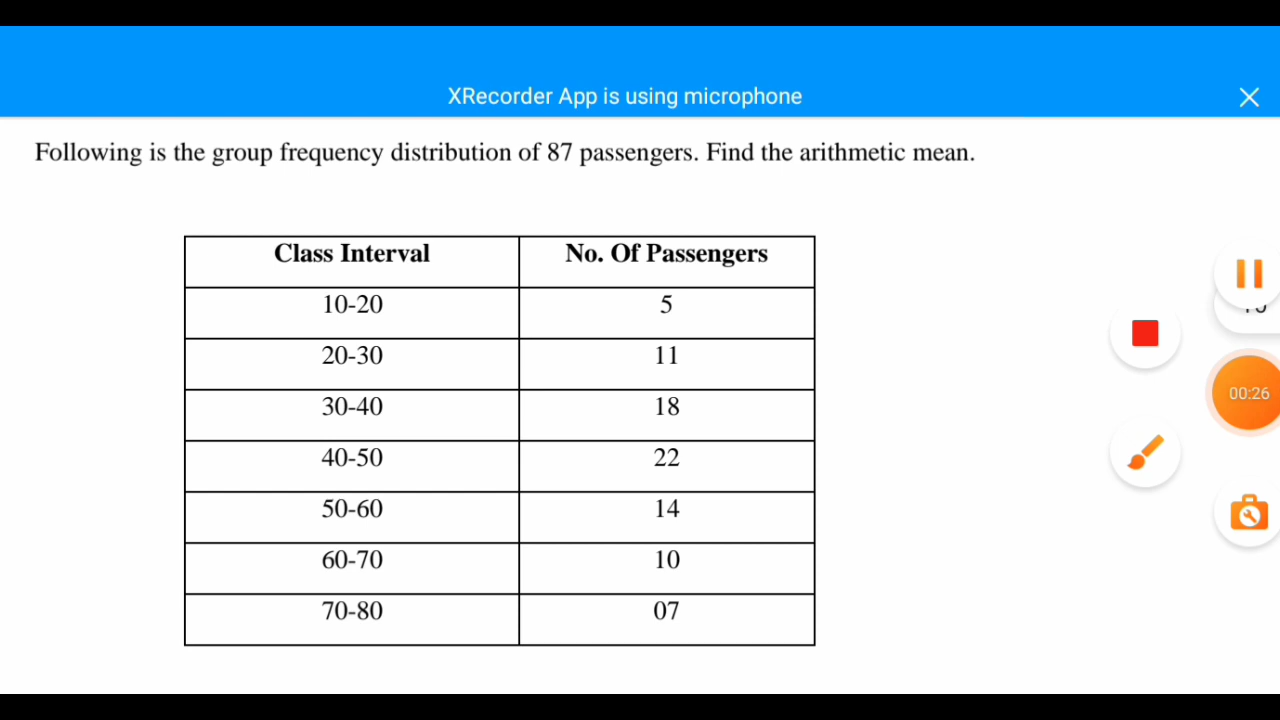 XRecorder App is using microphone
Following is the group frequency distribution of 87 passengers. Find the arithmetic mean.
Class Interval No. Of Passengers
10-20 5
20-30 11
30-40 18
40-50 22
50-60 14
60-70 10
70-80 07
00:26